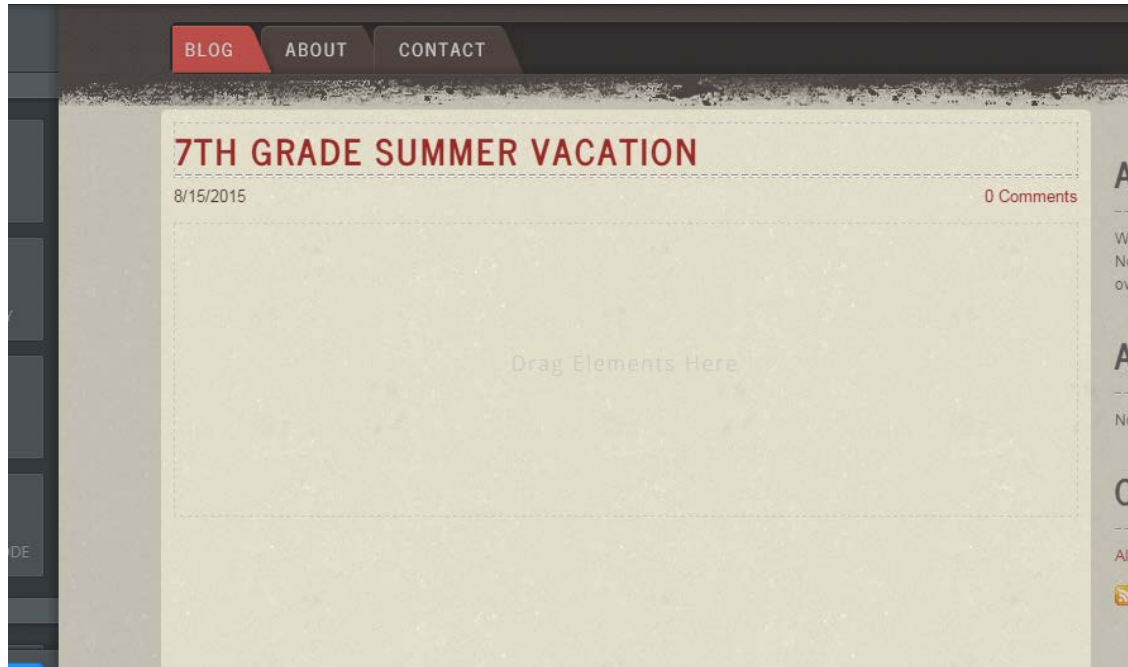 BLOG ABOUT CONTACT
7TH GRADE SUMMER VACATION
8/15/2015 0 Comments
Drag Elements Here